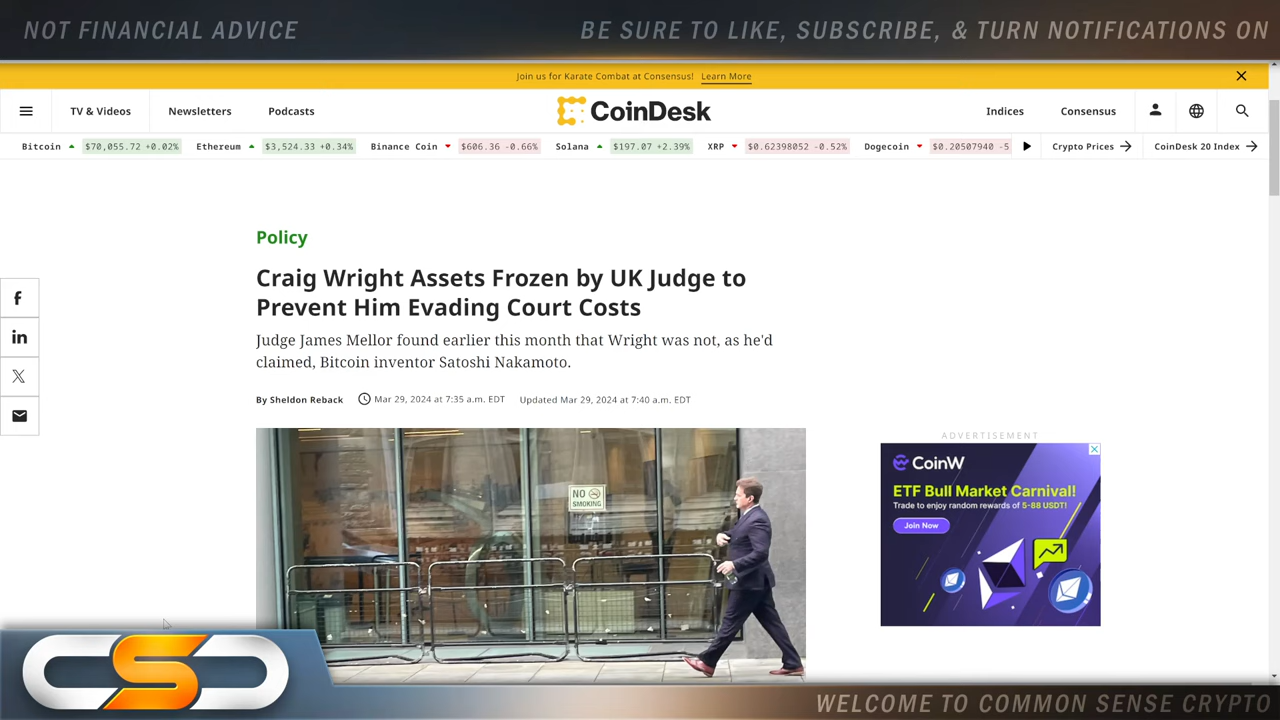 NOT FINANCIAL ADVICE
BE SURE TO LIKE, SUBSCRIBE, & TURN NOTIFICATIONS ON
Join us for Karate Combat at Consensus! Learn More
TV & Videos Newsletters Podcasts CoinDesk Indices Consensus
Bitcoin $70,055.72 +0.02% Ethereum $3,524.33 +0.34% Binance Coin $606.36 -0.66% Solana $197.07 +2.39% XRP $0.62398052 -0.52% Dogecoin $0.20507940 -5 Crypto Prices CoinDesk 20 Index
Policy
Craig Wright Assets Frozen by UK Judge to
Prevent Him Evading Court Costs
Judge James Mellor found earlier this month that Wright was not, as he'd
claimed, Bitcoin inventor Satoshi Nakamoto.
By Sheldon Reback Mar 29, 2024 at 7:35 a.m. EDT Updated Mar 29, 2024 at 7:40 a.m. EDT
NO
SMOKING
ADVERTISEMENT
CoinW
ETF Bull Market Carnival!
Trade to enjoy random rewards of 5-88 USDT!
Join Now
CSC
WELCOME TO COMMON SENSE CRYPTO